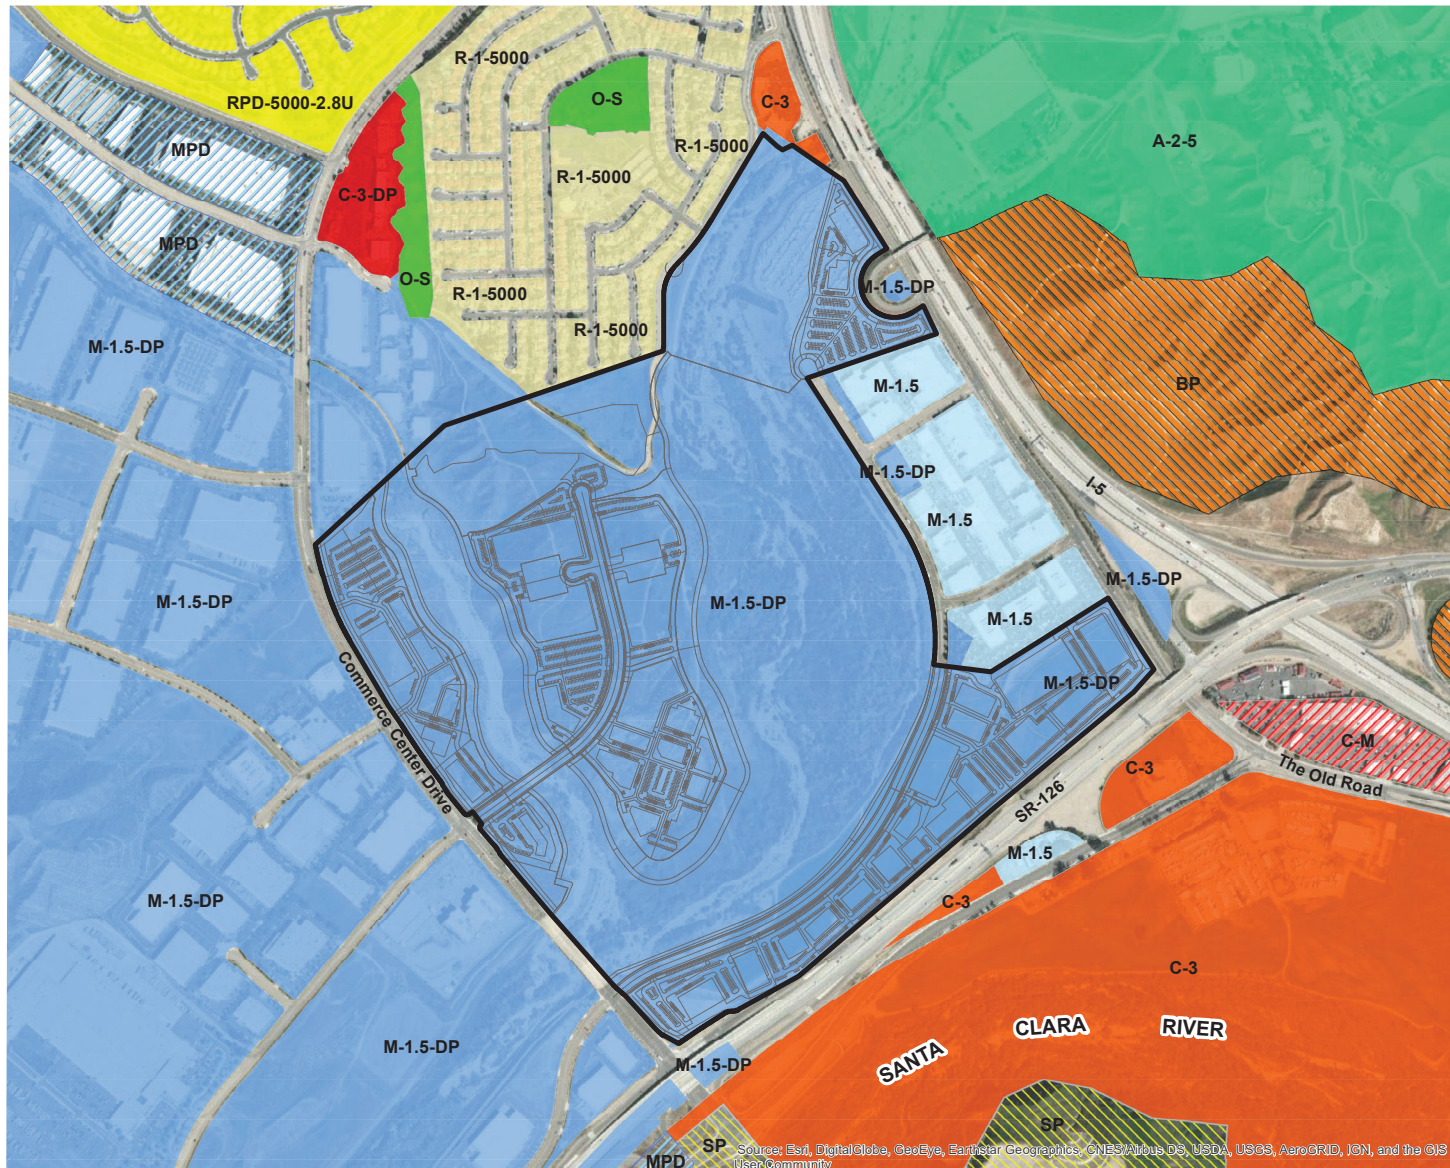 R-1-5000
RPD-5000-2.8U
O-S
C-3
MPD
R-1-5000
A-2-5
R-1-5000
C-3-DP
MPD
O-S
R-1-5000
M-1.5-DP
R-1-5000
M-1.5-DP
M-1.5
BP
M-1.5-DP
I-5
M-1.5
M-1.5-DP
M-1.5-DP
M-1.5-DP
M-1.5
Commerce Center Drive
M-1.5-DP
C-M
C-3
The Old Road
SR-126
M-1.5
M-1.5-DP
C-3
C-3
SANTA CLARA RIVER
M-1.5-DP
M-1.5-DP
SP
SP
MPD
Source: Esri, DigitalGlobe, GeoEye, Earthstar Geographics, CNES/Airbus DS, USDA, USGS, AeroGRID, IGN, and the GIS
User Community